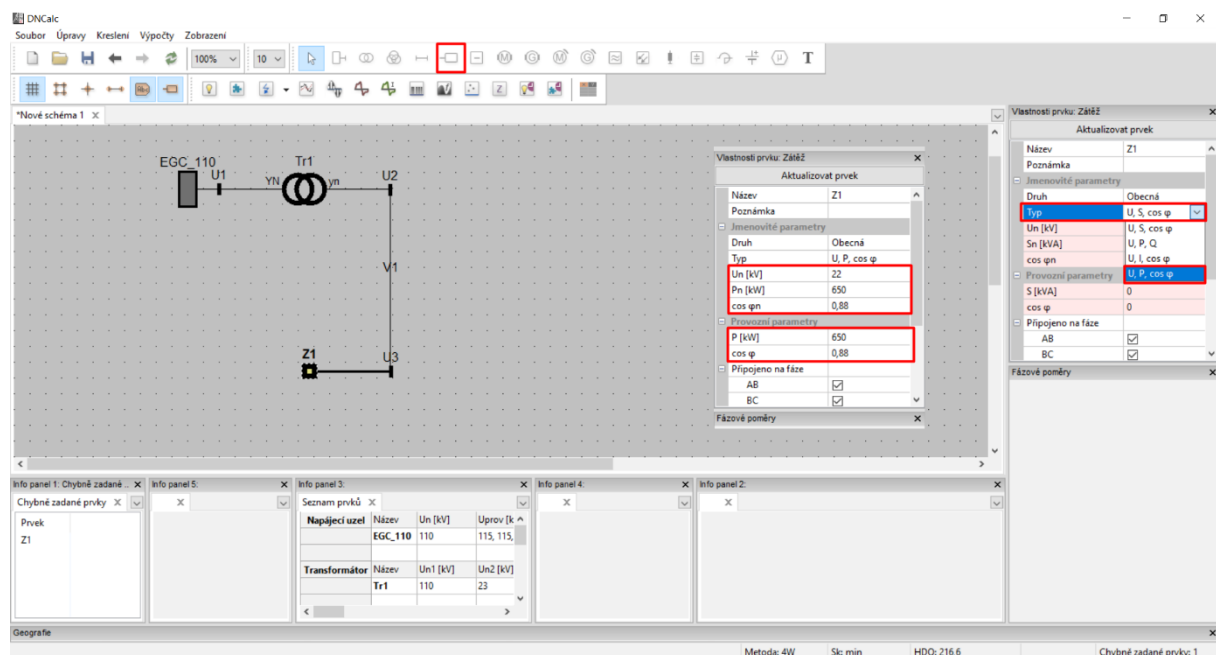 DNCalc
Soubor Úpravy Kreslení Výpočty Zobrazení
100% 10 T
*Nové schéma 1 X
EGC_110
U1
Tr1
YN
yn
U2
V1
Z1
U3
Vlastnosti prvku: Zátěž
Aktualizovat prvek
Název Z1
Poznámka
Jmenovité parametry
Druh Obecná
Typ U, P, cos φ
Un [kV] 22
Pn [kW] 650
cos φn 0,88
Provozní parametry
P [kW] 650
cos φ 0,88
Připojeno na fáze
AB
BC
Fázové poměry
Vlastnosti prvku: Zátěž
Aktualizovat prvek
Název Z1
Poznámka
Jmenovité parametry
Druh Obecná
Typ U, S, cos φ
Un [kV] U, S, cos φ
Sn [kVA] U, P, Q
cos φn U, I, cos φ
Provozní parametry U, P, cos φ
S [kVA] 0
cos φ 0
Připojeno na fáze
AB
BC
Fázové poměry
Info panel 1: Chybně zadané ...
Chybné zadané prvky
Prvek
Z1
Info panel 5:
Info panel 3:
Seznam prvků
Napájecí uzel Název Un [kV] Uprov [k
EGC_110 110 115, 115,
Transformátor Název Un1 [kV] Un2 [kV]
Tr1 110 23
Info panel 4:
Info panel 2:
Geografie
Metoda: 4W Sk: min HDO: 216.6 Chybné zadané prvky: 1